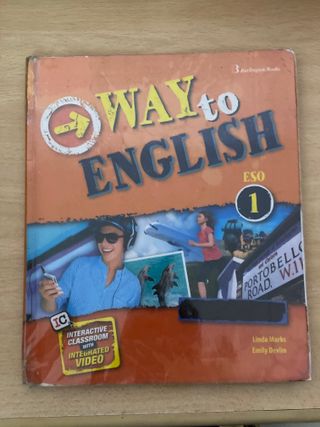 Burlington Books
WAY to
ENGLISH
ESO
1
PORTOBELLO
ROAD, W.11
IC
INTERACTIVE
CLASSROOM
WITH
INTEGRATED
VIDEO
Linda Marks
Emily Devlin